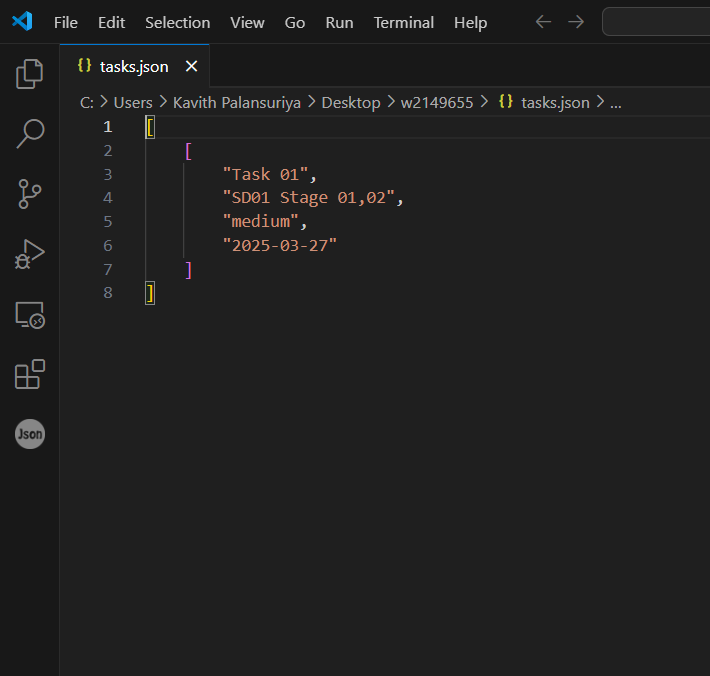 File Edit Selection View Go Run Terminal Help
{} tasks.json ×
C: > Users > Kavith Palansuriya > Desktop > w2149655 > {} tasks.json > ...
1 [
2 [
3 "Task 01",
4 "SD01 Stage 01,02",
5 "medium",
6 "2025-03-27"
7 ]
8 ]
Json